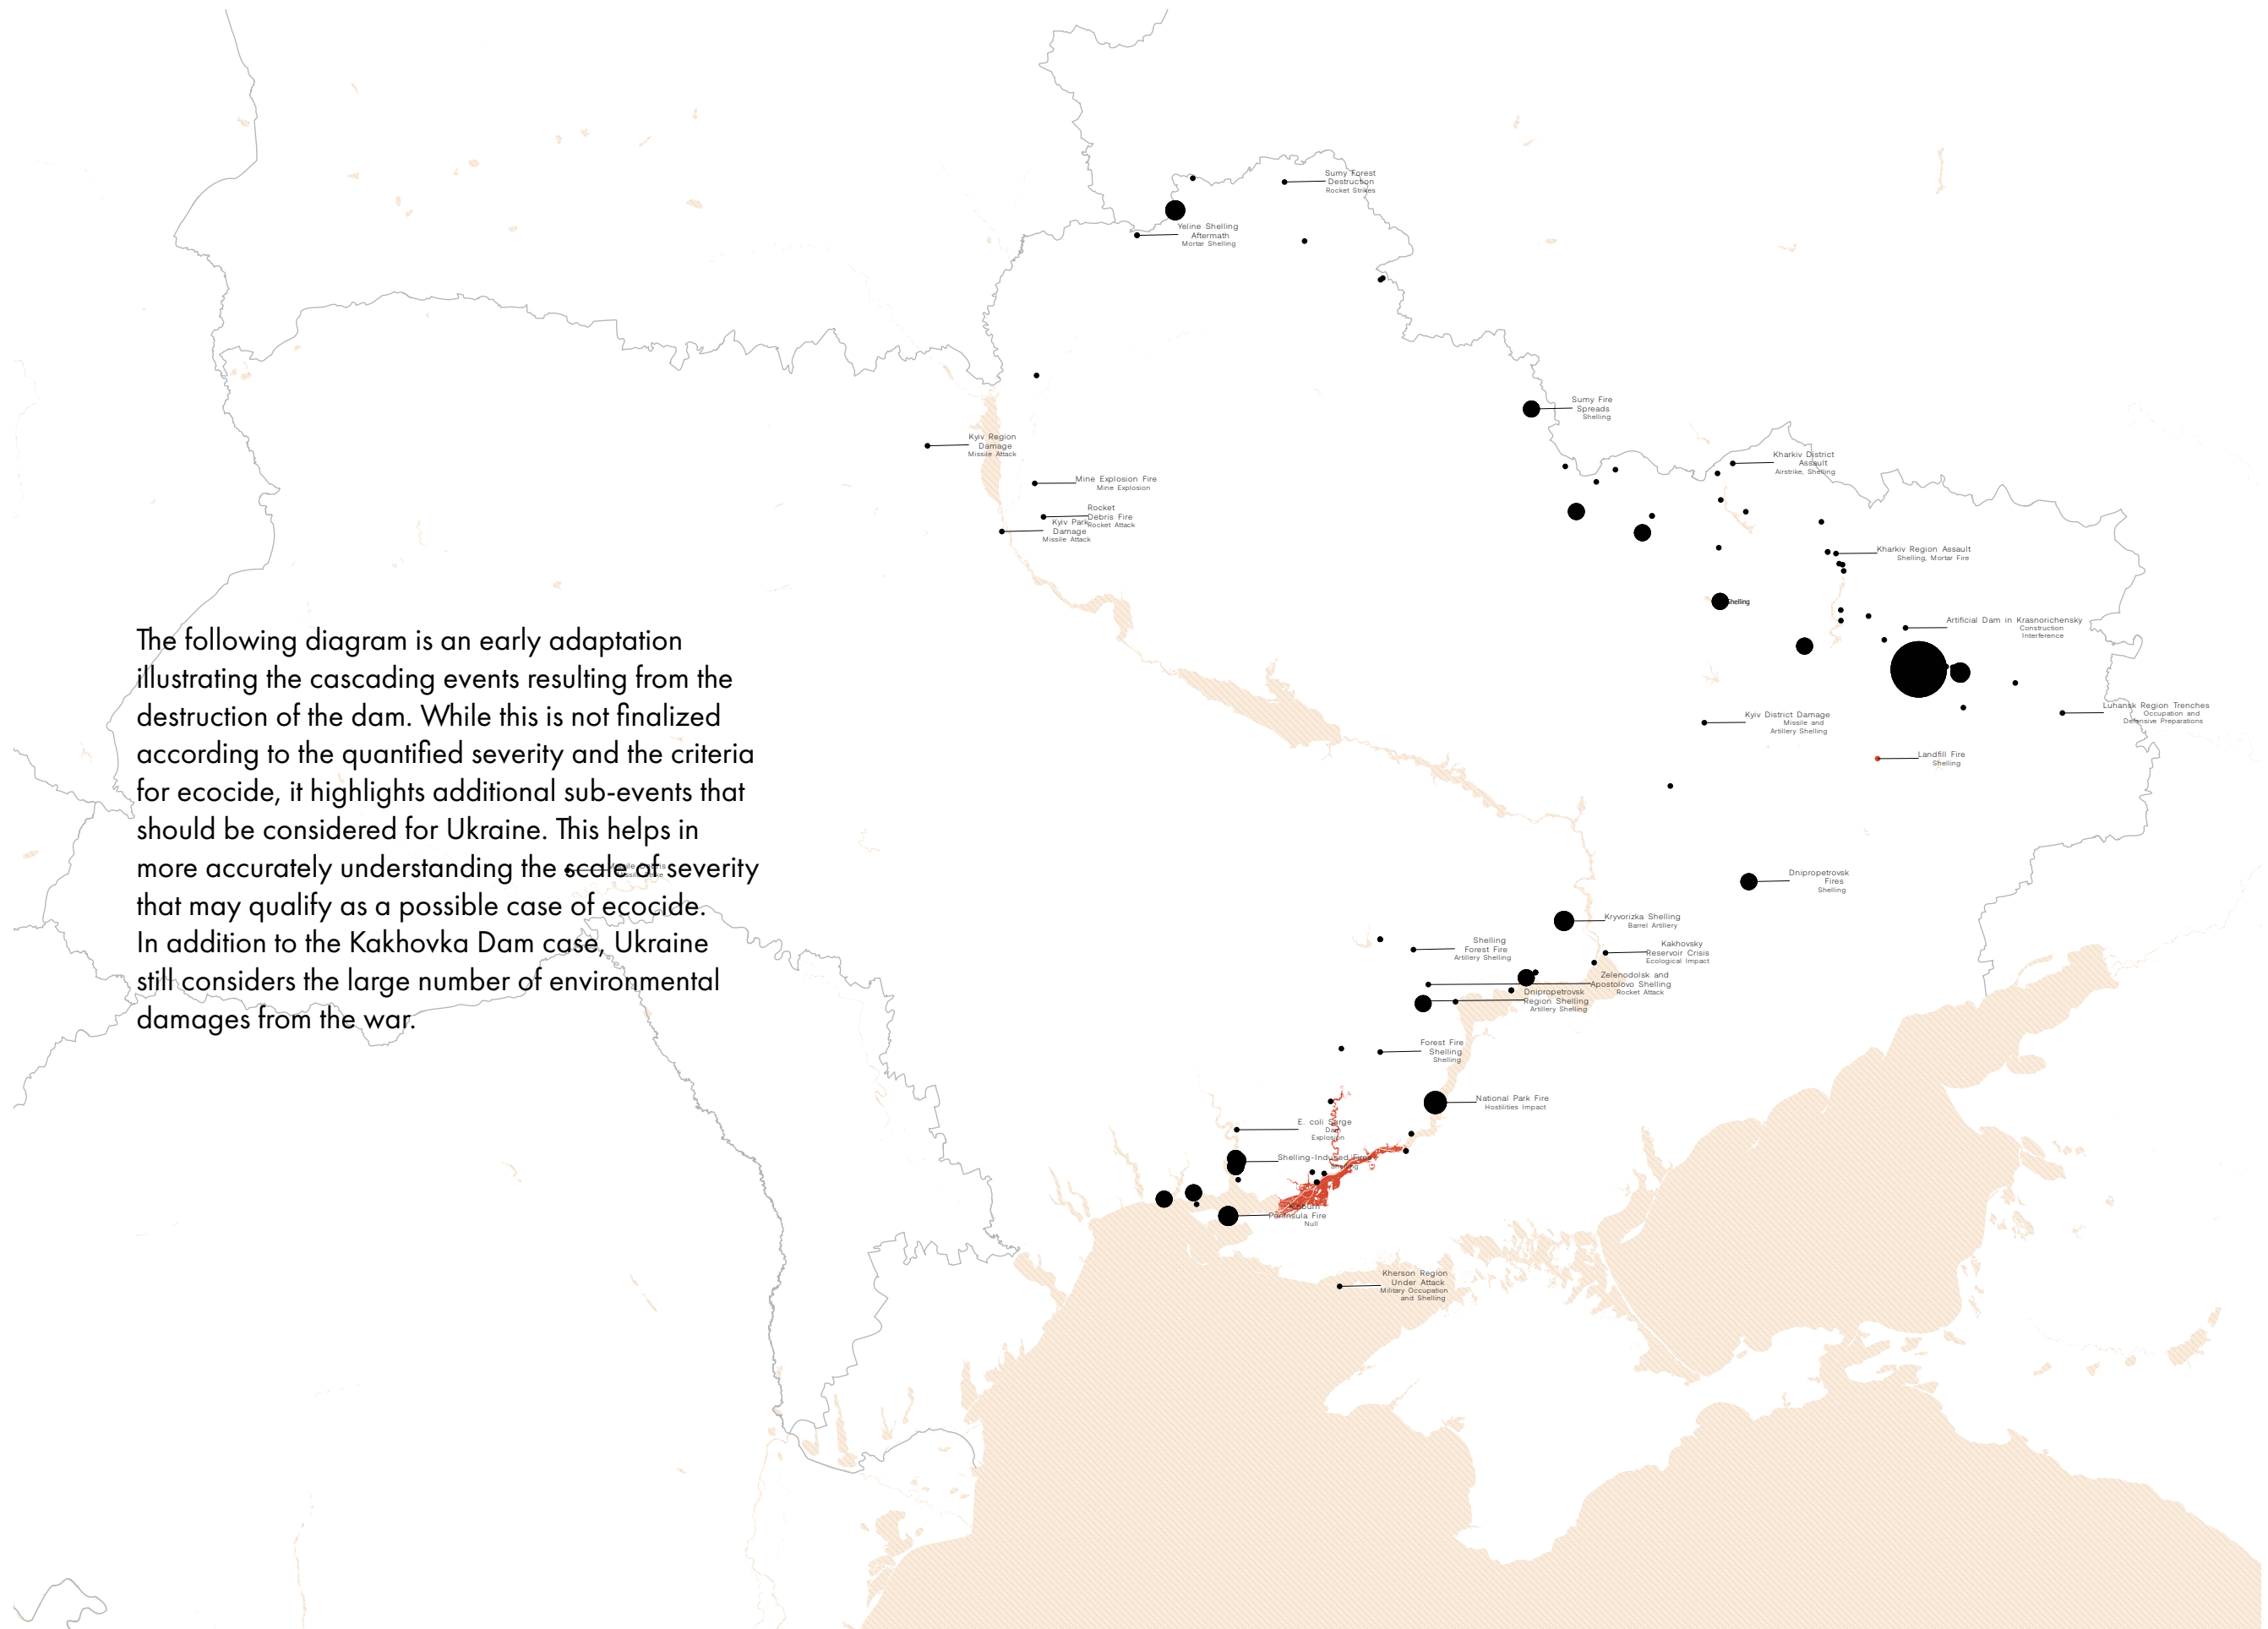 Sumy Forest
Destruction
Rocket Strikes
Yeline Shelling
Aftermath
Mortar Shelling
Sumy Fire
Spreads
Shelling
Kyiv Region
Damage
Missile Attack
Kharkiv District
Assault
Airstrike, Shelling
Mine Explosion Fire
Mine Explosion
Rocket
Debris Fire
Rocket Attack
Kyiv Park
Damage
Missile Attack
Kharkiv Region Assault
Shelling, Mortar Fire
Shelling
Artificial Dam in Krasnorichensky
Construction
Interference
The following diagram is an early adaptation
illustrating the cascading events resulting from the
destruction of the dam. While this is not finalized
according to the quantified severity and the criteria
for ecocide, it highlights additional sub-events that
should be considered for Ukraine. This helps in
more accurately understanding the scale of severity
that may qualify as a possible case of ecocide.
In addition to the Kakhovka Dam case, Ukraine
still considers the large number of environmental
damages from the war.
Luhansk Region Trenches
Occupation and
Defensive Preparations
Kyiv District Damage
Missile and
Artillery Shelling
Landfill Fire
Shelling
Dnipropetrovsk
Fires
Shelling
Kryvorizka Shelling
Barrel Artillery
Shelling
Forest Fire
Artillery Shelling
Kakhovsky
Reservoir Crisis
Ecological Impact
Zelenodolsk and
Apostolovo Shelling
Rocket Attack
Dnipropetrovsk
Region Shelling
Artillery Shelling
Forest Fire
Shelling
Shelling
National Park Fire
Hostilities Impact
E. coli Surge
Dam
Explosion
Shelling-Induced Fires
Shelling
Peninsula Fire
Null
Kherson Region
Under Attack
Military Occupation
and Shelling